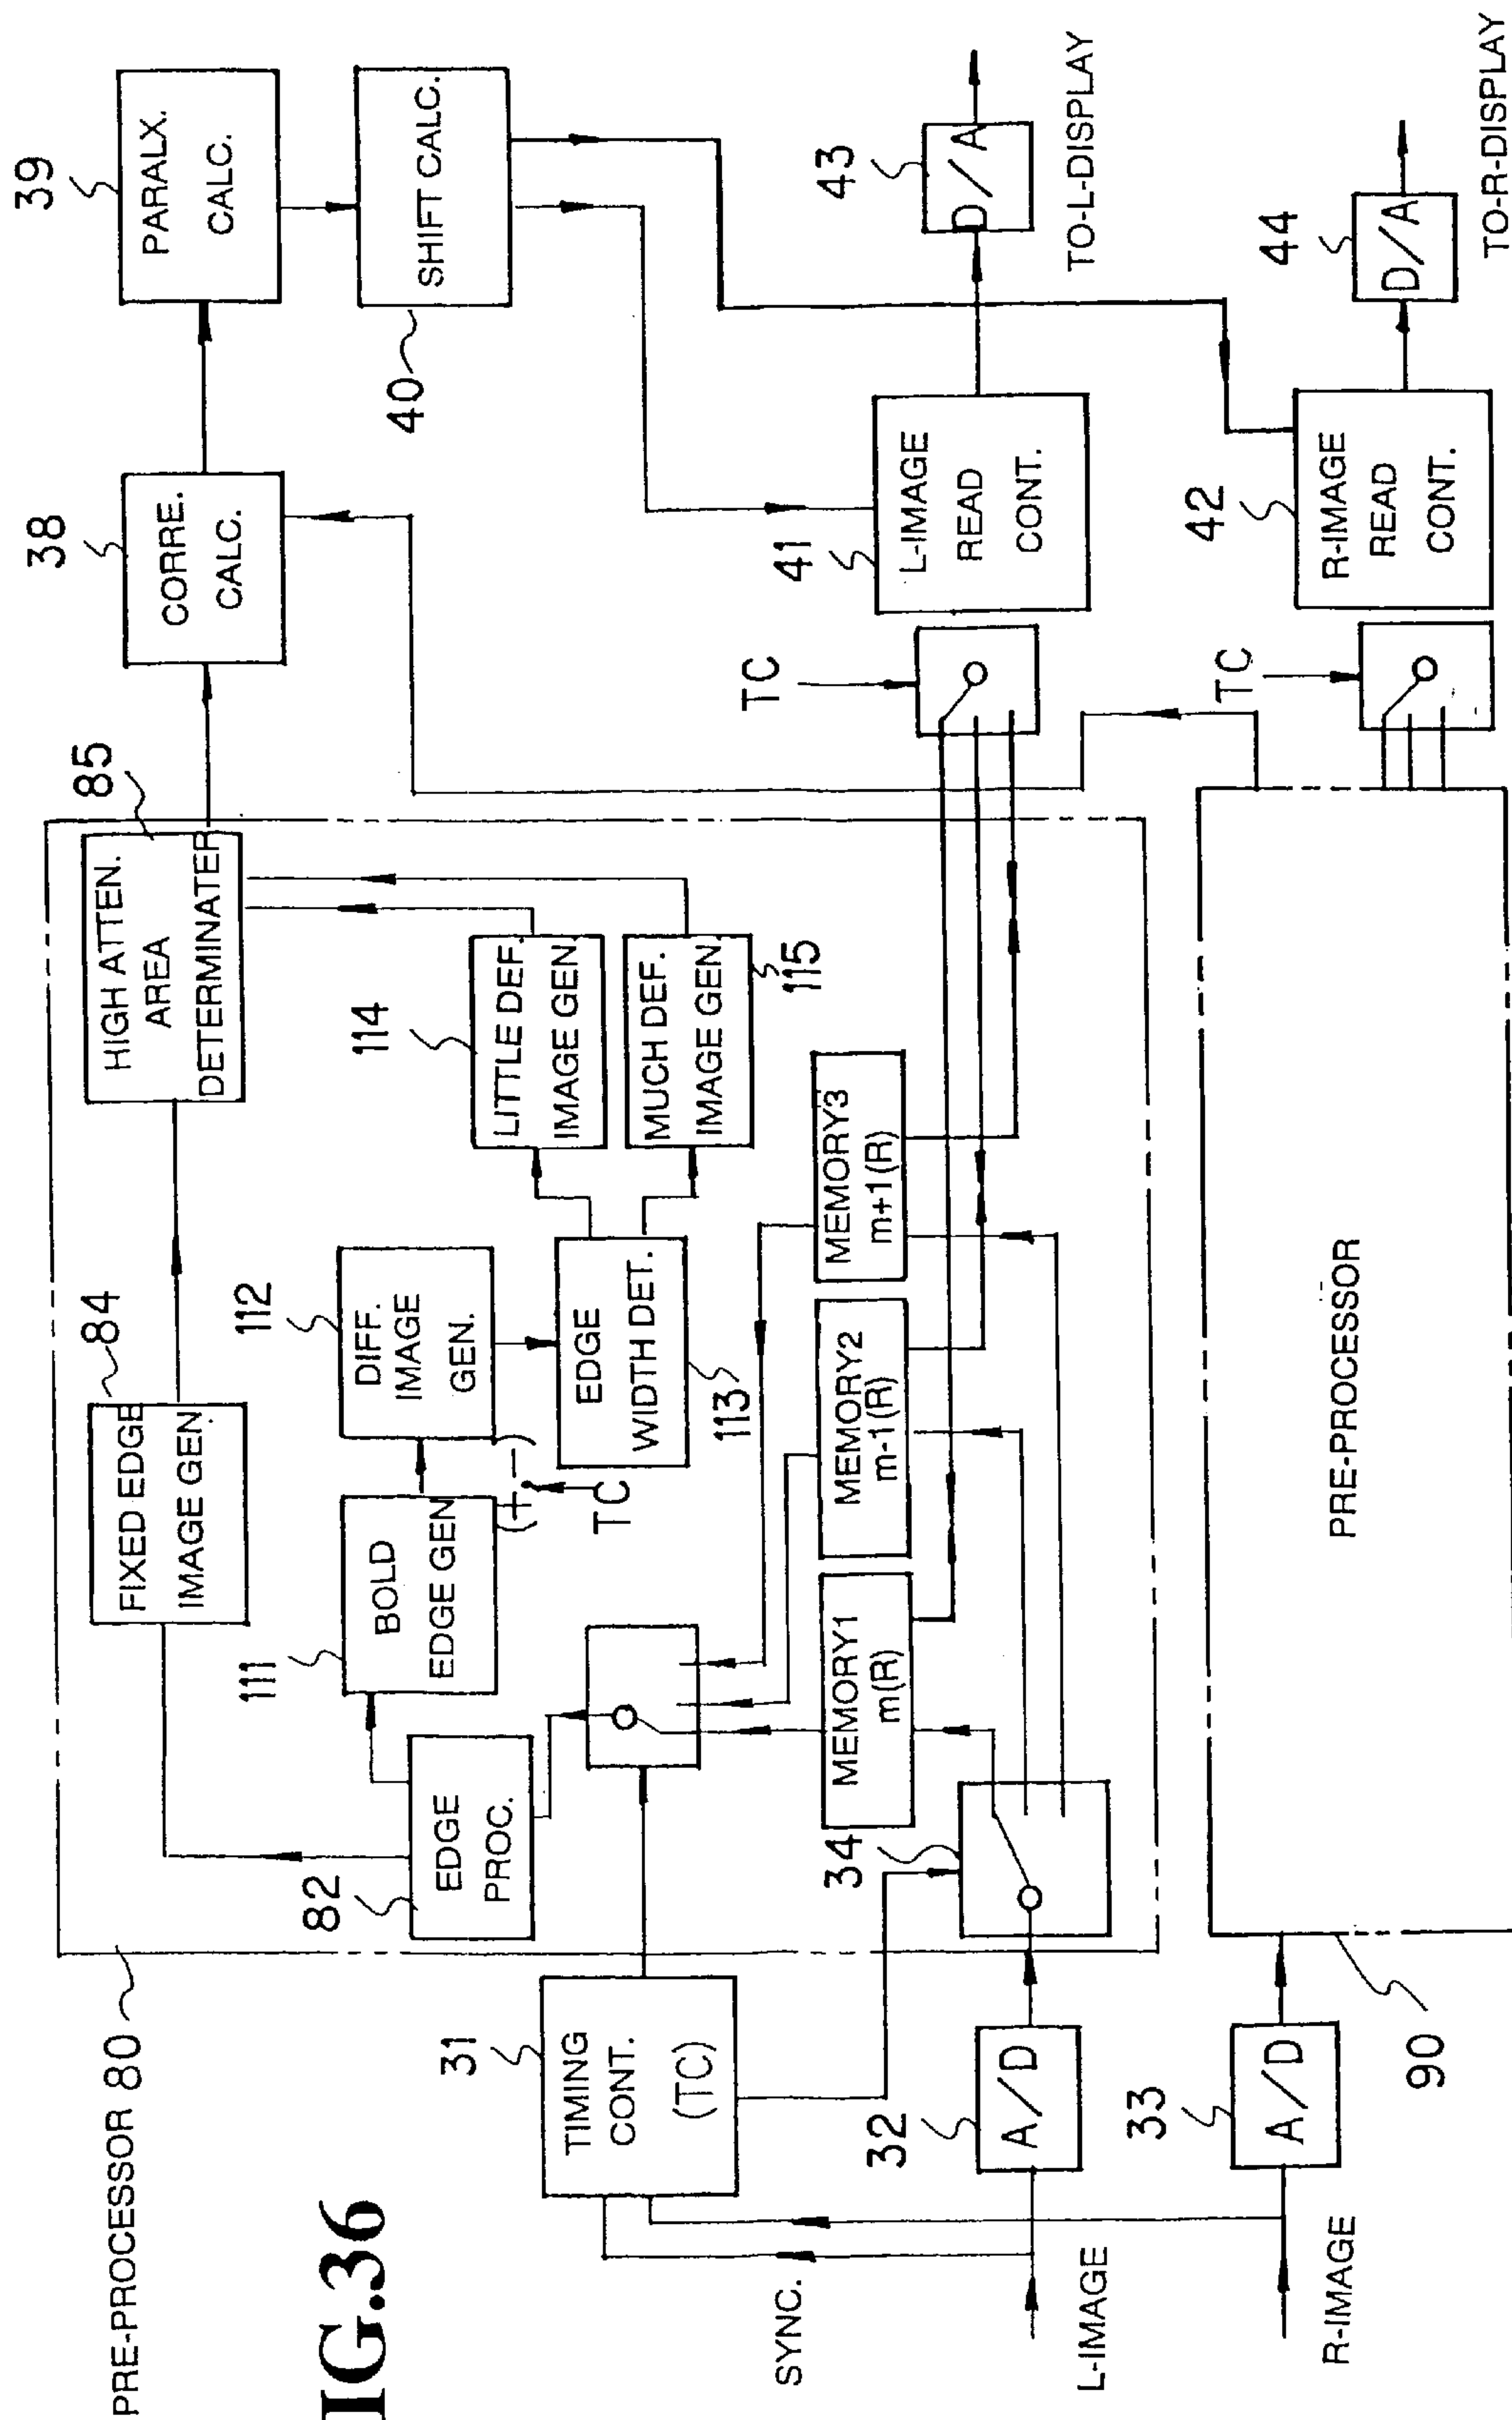 PRE-PROCESSOR 80
IG.36
39
PARALX.
CALC.
38
CORRE.
CALC.
SHIFT CALC.
40
85
HIGH ATTEN.
AREA
DETERMINATER
84
FIXED EDGE
IMAGE GEN
114
LITTLE DEF.
IMAGE GEN.
MUCH DEF.
IMAGE GEN.
115
112
DIFF.
IMAGE
GEN.
EDGE
WIDTH DET.
113
111
BOLD
EDGE GEN
(+ −)
TC
82
EDGE
PROC.
31
TIMING
CONT.
(TC)
SYNC.
MEMORY1
m(R)
MEMORY2
m-1(R)
MEMORY3
m+1(R)
34
32
A/D
L-IMAGE
TC
41
L-IMAGE
READ
CONT.
43
D/A
TO-L-DISPLAY
33
A/D
R-IMAGE
90
PRE-PROCESSOR
TC
42
R-IMAGE
READ
CONT.
44
D/A
TO-R-DISPLAY